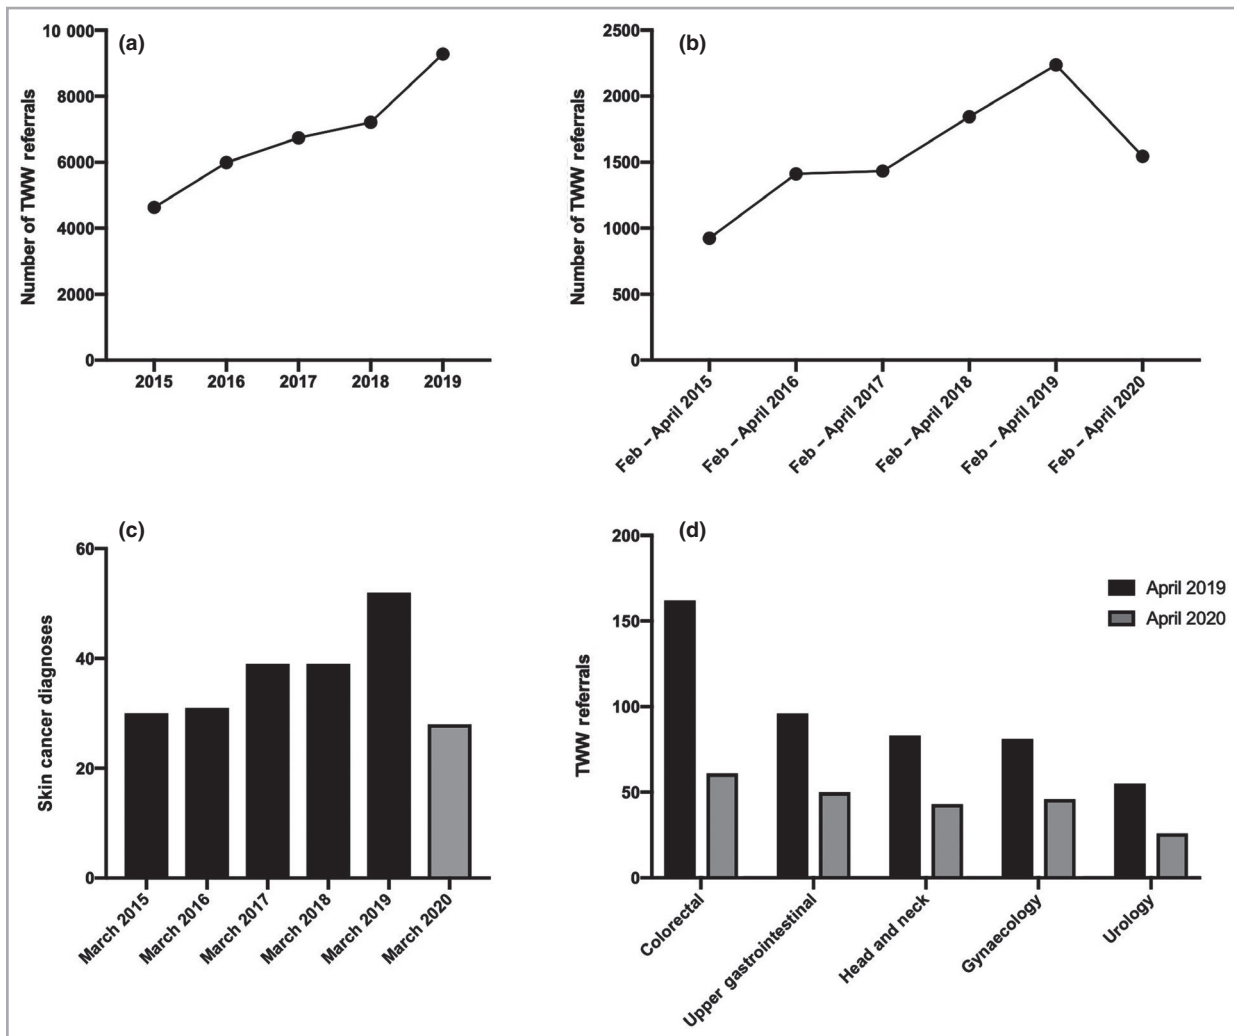 (a)
Number of TWW referrals
10 000
8000
6000
4000
2000
0
2015 2016 2017 2018 2019
(b)
Number of TWW referrals
2500
2000
1500
1000
500
0
Feb – April 2015
Feb – April 2016
Feb – April 2017
Feb – April 2018
Feb – April 2019
Feb – April 2020
(c)
Skin cancer diagnoses
60
40
20
0
March 2015
March 2016
March 2017
March 2018
March 2019
March 2020
(d)
TWW referrals
200
150
100
50
0
April 2019
April 2020
Colorectal
Upper gastrointestinal
Head and neck
Gynaecology
Urology